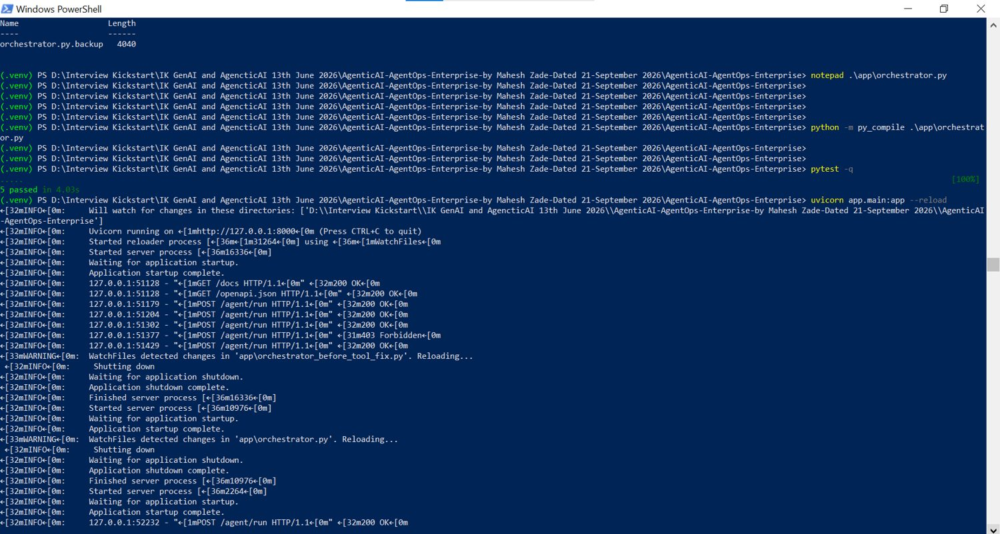 Windows PowerShell
Name                    Length
----                    ------
orchestrator.py.backup   4040
(.venv) PS D:\Interview Kickstart\IK GenAI and AgencticAI 13th June 2026\AgenticAI-AgentOps-Enterprise-by Mahesh Zade-Dated 21-September 2026\AgenticAI-AgentOps-Enterprise> notepad .\app\orchestrator.py
(.venv) PS D:\Interview Kickstart\IK GenAI and AgencticAI 13th June 2026\AgenticAI-AgentOps-Enterprise-by Mahesh Zade-Dated 21-September 2026\AgenticAI-AgentOps-Enterprise>
(.venv) PS D:\Interview Kickstart\IK GenAI and AgencticAI 13th June 2026\AgenticAI-AgentOps-Enterprise-by Mahesh Zade-Dated 21-September 2026\AgenticAI-AgentOps-Enterprise>
(.venv) PS D:\Interview Kickstart\IK GenAI and AgencticAI 13th June 2026\AgenticAI-AgentOps-Enterprise-by Mahesh Zade-Dated 21-September 2026\AgenticAI-AgentOps-Enterprise>
(.venv) PS D:\Interview Kickstart\IK GenAI and AgencticAI 13th June 2026\AgenticAI-AgentOps-Enterprise-by Mahesh Zade-Dated 21-September 2026\AgenticAI-AgentOps-Enterprise>
(.venv) PS D:\Interview Kickstart\IK GenAI and AgencticAI 13th June 2026\AgenticAI-AgentOps-Enterprise-by Mahesh Zade-Dated 21-September 2026\AgenticAI-AgentOps-Enterprise> python -m py_compile .\app\orchestrat
or.py
(.venv) PS D:\Interview Kickstart\IK GenAI and AgencticAI 13th June 2026\AgenticAI-AgentOps-Enterprise-by Mahesh Zade-Dated 21-September 2026\AgenticAI-AgentOps-Enterprise>
(.venv) PS D:\Interview Kickstart\IK GenAI and AgencticAI 13th June 2026\AgenticAI-AgentOps-Enterprise-by Mahesh Zade-Dated 21-September 2026\AgenticAI-AgentOps-Enterprise>
(.venv) PS D:\Interview Kickstart\IK GenAI and AgencticAI 13th June 2026\AgenticAI-AgentOps-Enterprise-by Mahesh Zade-Dated 21-September 2026\AgenticAI-AgentOps-Enterprise> pytest -q
..... [100%]
5 passed in 4.03s
(.venv) PS D:\Interview Kickstart\IK GenAI and AgencticAI 13th June 2026\AgenticAI-AgentOps-Enterprise-by Mahesh Zade-Dated 21-September 2026\AgenticAI-AgentOps-Enterprise> uvicorn app.main:app --reload
←[32mINFO←[0m:     Will watch for changes in these directories: ['D:\\Interview Kickstart\\IK GenAI and AgencticAI 13th June 2026\\AgenticAI-AgentOps-Enterprise-by Mahesh Zade-Dated 21-September 2026\\AgenticAI
-AgentOps-Enterprise']
←[32mINFO←[0m:     Uvicorn running on ←[1mhttp://127.0.0.1:8000←[0m (Press CTRL+C to quit)
←[32mINFO←[0m:     Started reloader process [←[36m←[1m31264←[0m] using ←[36m←[1mWatchFiles←[0m
←[32mINFO←[0m:     Started server process [←[36m16336←[0m]
←[32mINFO←[0m:     Waiting for application startup.
←[32mINFO←[0m:     Application startup complete.
←[32mINFO←[0m:     127.0.0.1:51128 - "←[1mGET /docs HTTP/1.1←[0m" ←[32m200 OK←[0m
←[32mINFO←[0m:     127.0.0.1:51128 - "←[1mGET /openapi.json HTTP/1.1←[0m" ←[32m200 OK←[0m
←[32mINFO←[0m:     127.0.0.1:51179 - "←[1mPOST /agent/run HTTP/1.1←[0m" ←[32m200 OK←[0m
←[32mINFO←[0m:     127.0.0.1:51204 - "←[1mPOST /agent/run HTTP/1.1←[0m" ←[32m200 OK←[0m
←[32mINFO←[0m:     127.0.0.1:51302 - "←[1mPOST /agent/run HTTP/1.1←[0m" ←[32m200 OK←[0m
←[32mINFO←[0m:     127.0.0.1:51377 - "←[1mPOST /agent/run HTTP/1.1←[0m" ←[31m403 Forbidden←[0m
←[32mINFO←[0m:     127.0.0.1:51429 - "←[1mPOST /agent/run HTTP/1.1←[0m" ←[32m200 OK←[0m
←[33mWARNING←[0m:  WatchFiles detected changes in 'app\orchestrator_before_tool_fix.py'. Reloading...
 ←[32mINFO←[0m:     Shutting down
←[32mINFO←[0m:     Waiting for application shutdown.
←[32mINFO←[0m:     Application shutdown complete.
←[32mINFO←[0m:     Finished server process [←[36m16336←[0m]
←[32mINFO←[0m:     Started server process [←[36m10976←[0m]
←[32mINFO←[0m:     Waiting for application startup.
←[32mINFO←[0m:     Application startup complete.
←[33mWARNING←[0m:  WatchFiles detected changes in 'app\orchestrator.py'. Reloading...
 ←[32mINFO←[0m:     Shutting down
←[32mINFO←[0m:     Waiting for application shutdown.
←[32mINFO←[0m:     Application shutdown complete.
←[32mINFO←[0m:     Finished server process [←[36m10976←[0m]
←[32mINFO←[0m:     Started server process [←[36m2264←[0m]
←[32mINFO←[0m:     Waiting for application startup.
←[32mINFO←[0m:     Application startup complete.
←[32mINFO←[0m:     127.0.0.1:52232 - "←[1mPOST /agent/run HTTP/1.1←[0m" ←[32m200 OK←[0m